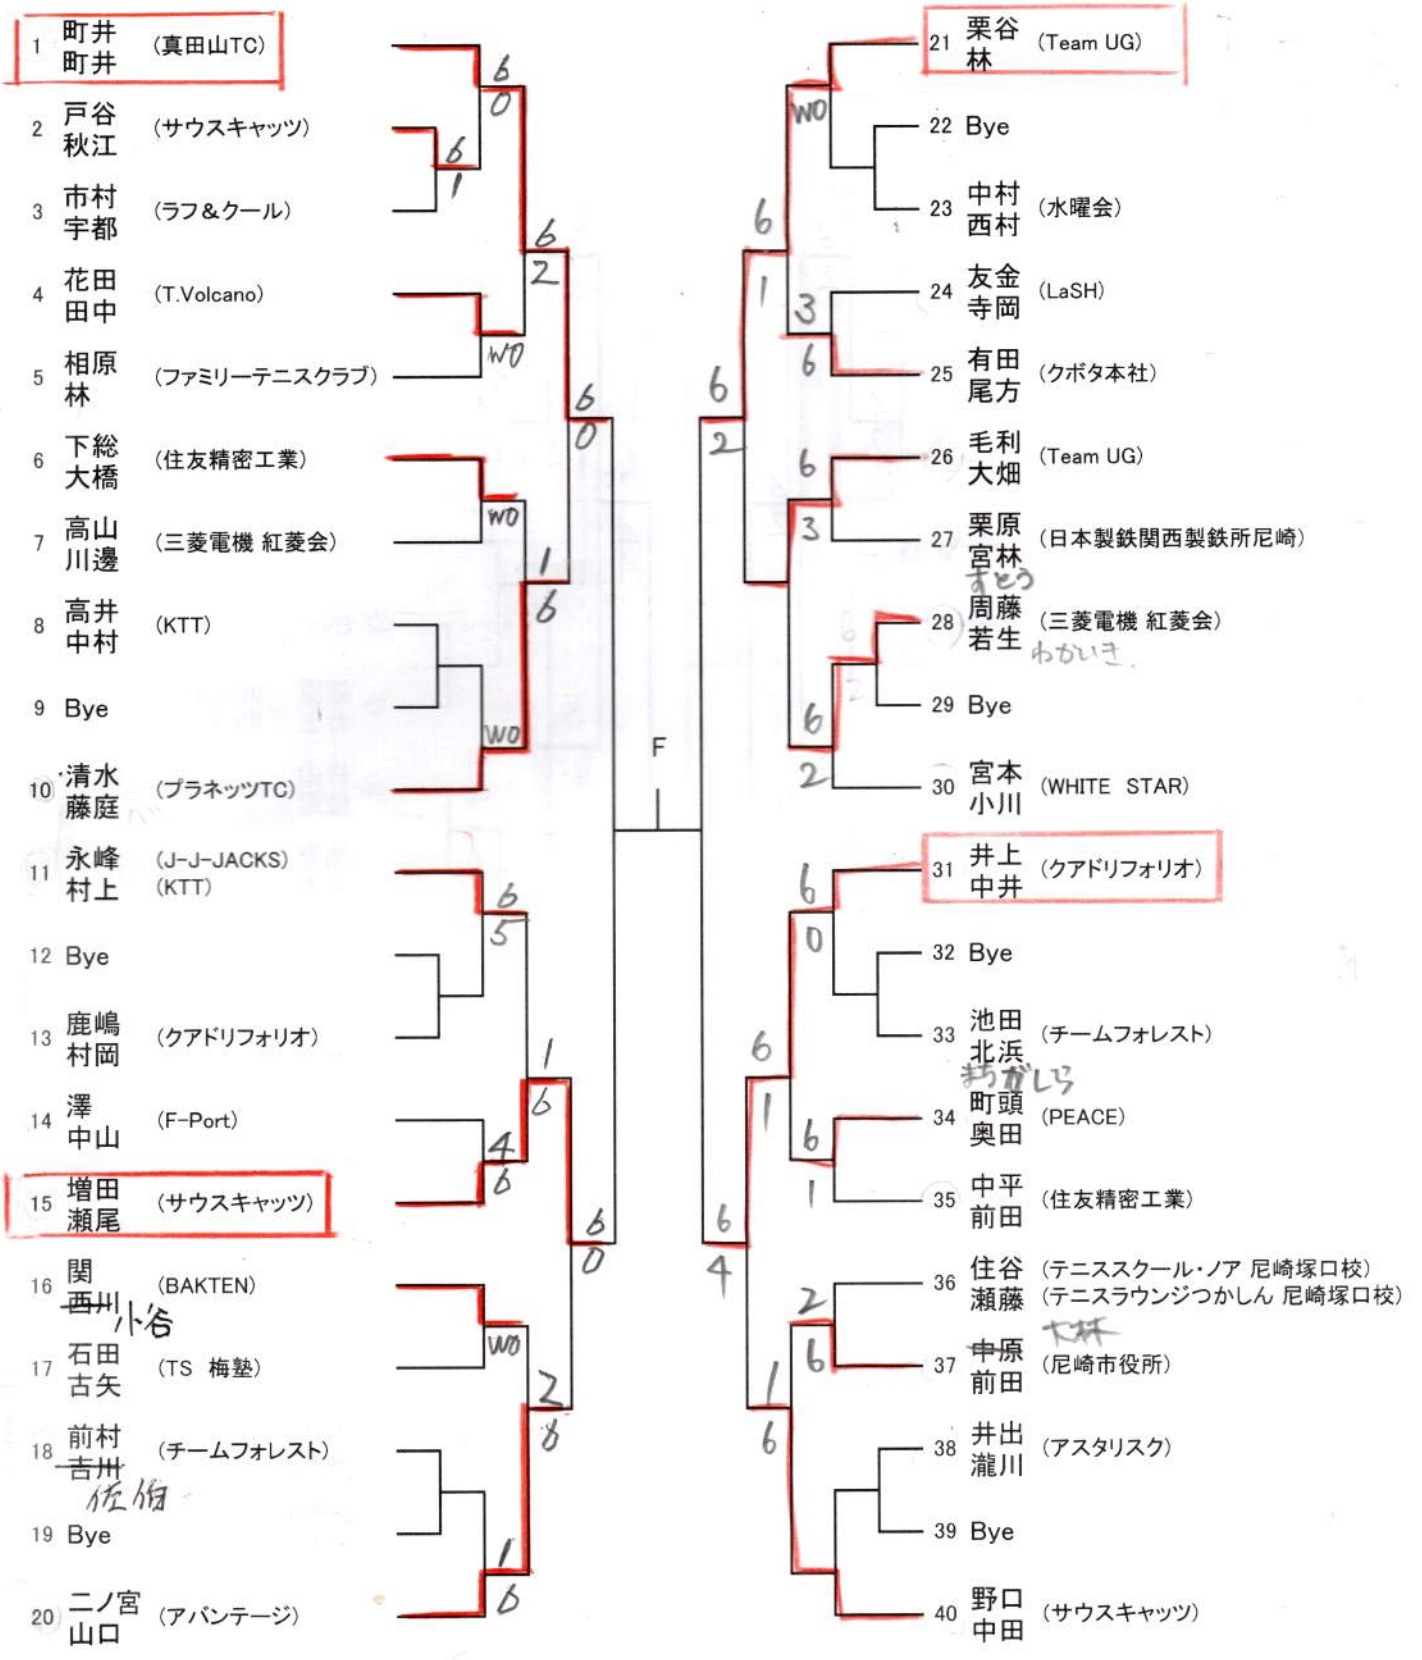 1 町井 (真田山TC)
町井
6
0
2 戸谷 (サウスキャッツ)
秋江
6
1
3 市村 (ラフ&クール)
宇都
6
2
4 花田 (T.Volcano)
田中
WO
5 相原 (ファミリーテニスクラブ)
林
6
0
6 下総 (住友精密工業)
大橋
WO
7 高山 (三菱電機 紅菱会)
川邊
1
6
8 高井 (KTT)
中村
9 Bye
WO
10 清水 (プラネッツTC)
藤庭
11 永峰 (J-J-JACKS)
村上 (KTT)
6
5
12 Bye
13 鹿嶋 (クアドリフォリオ)
村岡
1
6
14 澤 (F-Port)
中山
4
6
15 増田 (サウスキャッツ)
瀬尾
6
0
16 関 (BAKTEN)
西川
小谷
WO
17 石田 (TS 梅塾)
古矢
2
6
18 前村 (チームフォレスト)
吉川
佐伯
19 Bye
1
6
20 二ノ宮 (アバンテージ)
山口
F
21 栗谷 (Team UG)
林
WO
22 Bye
23 中村 (水曜会)
西村
6
1
24 友金 (LaSH)
寺岡
3
6
25 有田 (クボタ本社)
尾方
6
2
26 毛利 (Team UG)
大畑
6
3
27 栗原 (日本製鉄関西製鉄所尼崎)
宮林
すとう
28 周藤 (三菱電機 紅菱会)
若生 わかいき
29 Bye
6
2
30 宮本 (WHITE STAR)
小川
31 井上 (クアドリフォリオ)
中井
6
0
32 Bye
33 池田 (チームフォレスト)
北浜
6
1
まちがしら
34 町頭 (PEACE)
奥田
6
1
35 中平 (住友精密工業)
前田
6
4
36 住谷 (テニススクール・ノア 尼崎塚口校)
瀬藤 (テニスラウンジつかしん 尼崎塚口校)
2
6
大林
37 中原 (尼崎市役所)
前田
1
6
38 井出 (アスタリスク)
瀧川
39 Bye
40 野口 (サウスキャッツ)
中田